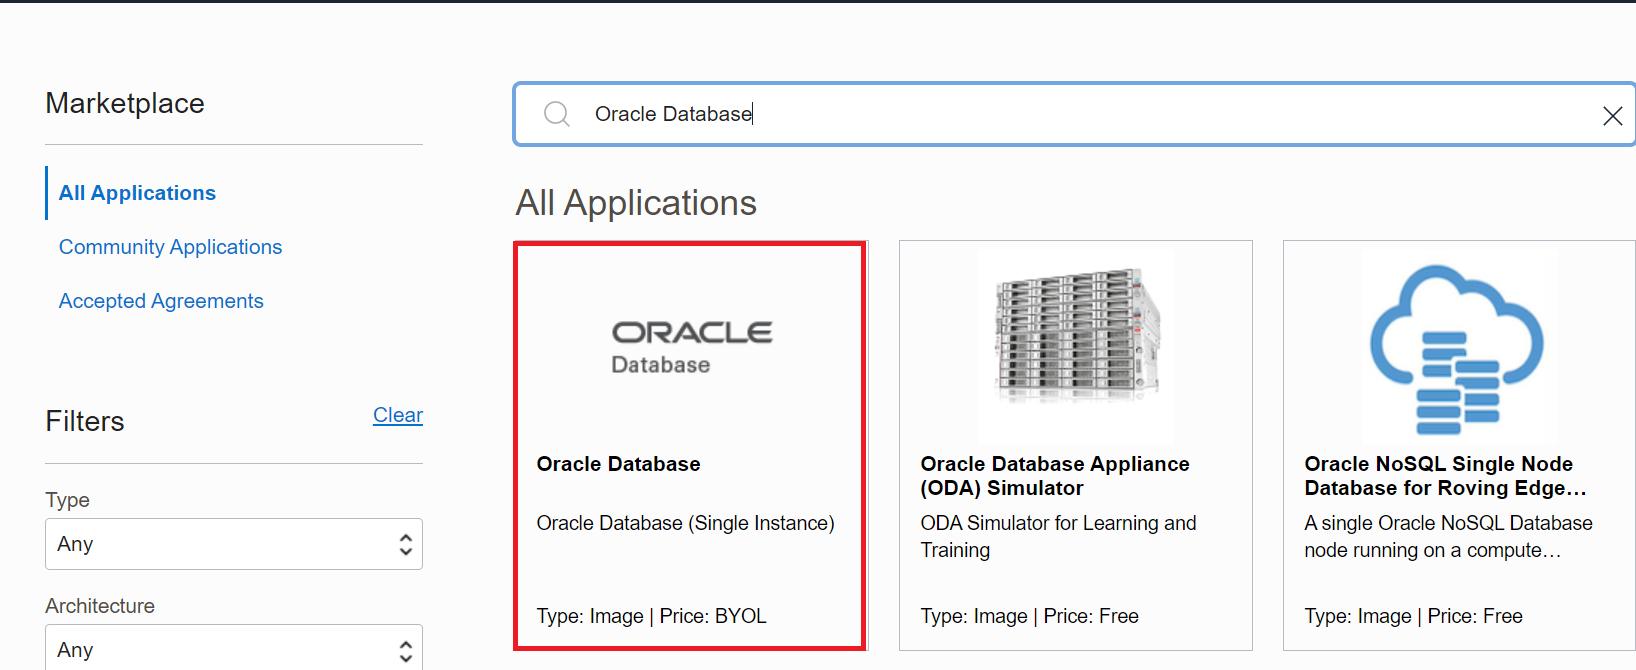 Marketplace
All Applications
Community Applications
Accepted Agreements
Filters
Clear
Type
Any
Architecture
Any
Oracle Database
All Applications
ORACLE
Database
Oracle Database
Oracle Database (Single Instance)
Type: Image | Price: BYOL
Oracle Database Appliance
(ODA) Simulator
ODA Simulator for Learning and
Training
Type: Image | Price: Free
Oracle NoSQL Single Node
Database for Roving Edge...
A single Oracle NoSQL Database
node running on a compute...
Type: Image | Price: Free